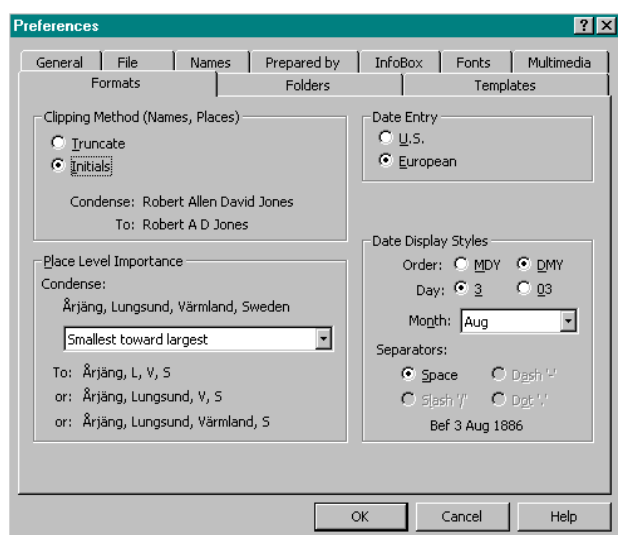 Preferences
General File Names Prepared by InfoBox Fonts Multimedia
Formats Folders Templates
Clipping Method (Names, Places)
Truncate
Initials
Condense: Robert Allen David Jones
To: Robert A D Jones
Place Level Importance
Condense:
Årjäng, Lungsund, Värmland, Sweden
Smallest toward largest
To: Årjäng, L, V, S
or: Årjäng, Lungsund, V, S
or: Årjäng, Lungsund, Värmland, S
Date Entry
U.S.
European
Date Display Styles
Order: MDY DMY
Day: 3 03
Month: Aug
Separators:
Space Dash '-'
Slash '/' Dot '.'
Bef 3 Aug 1886
OK Cancel Help